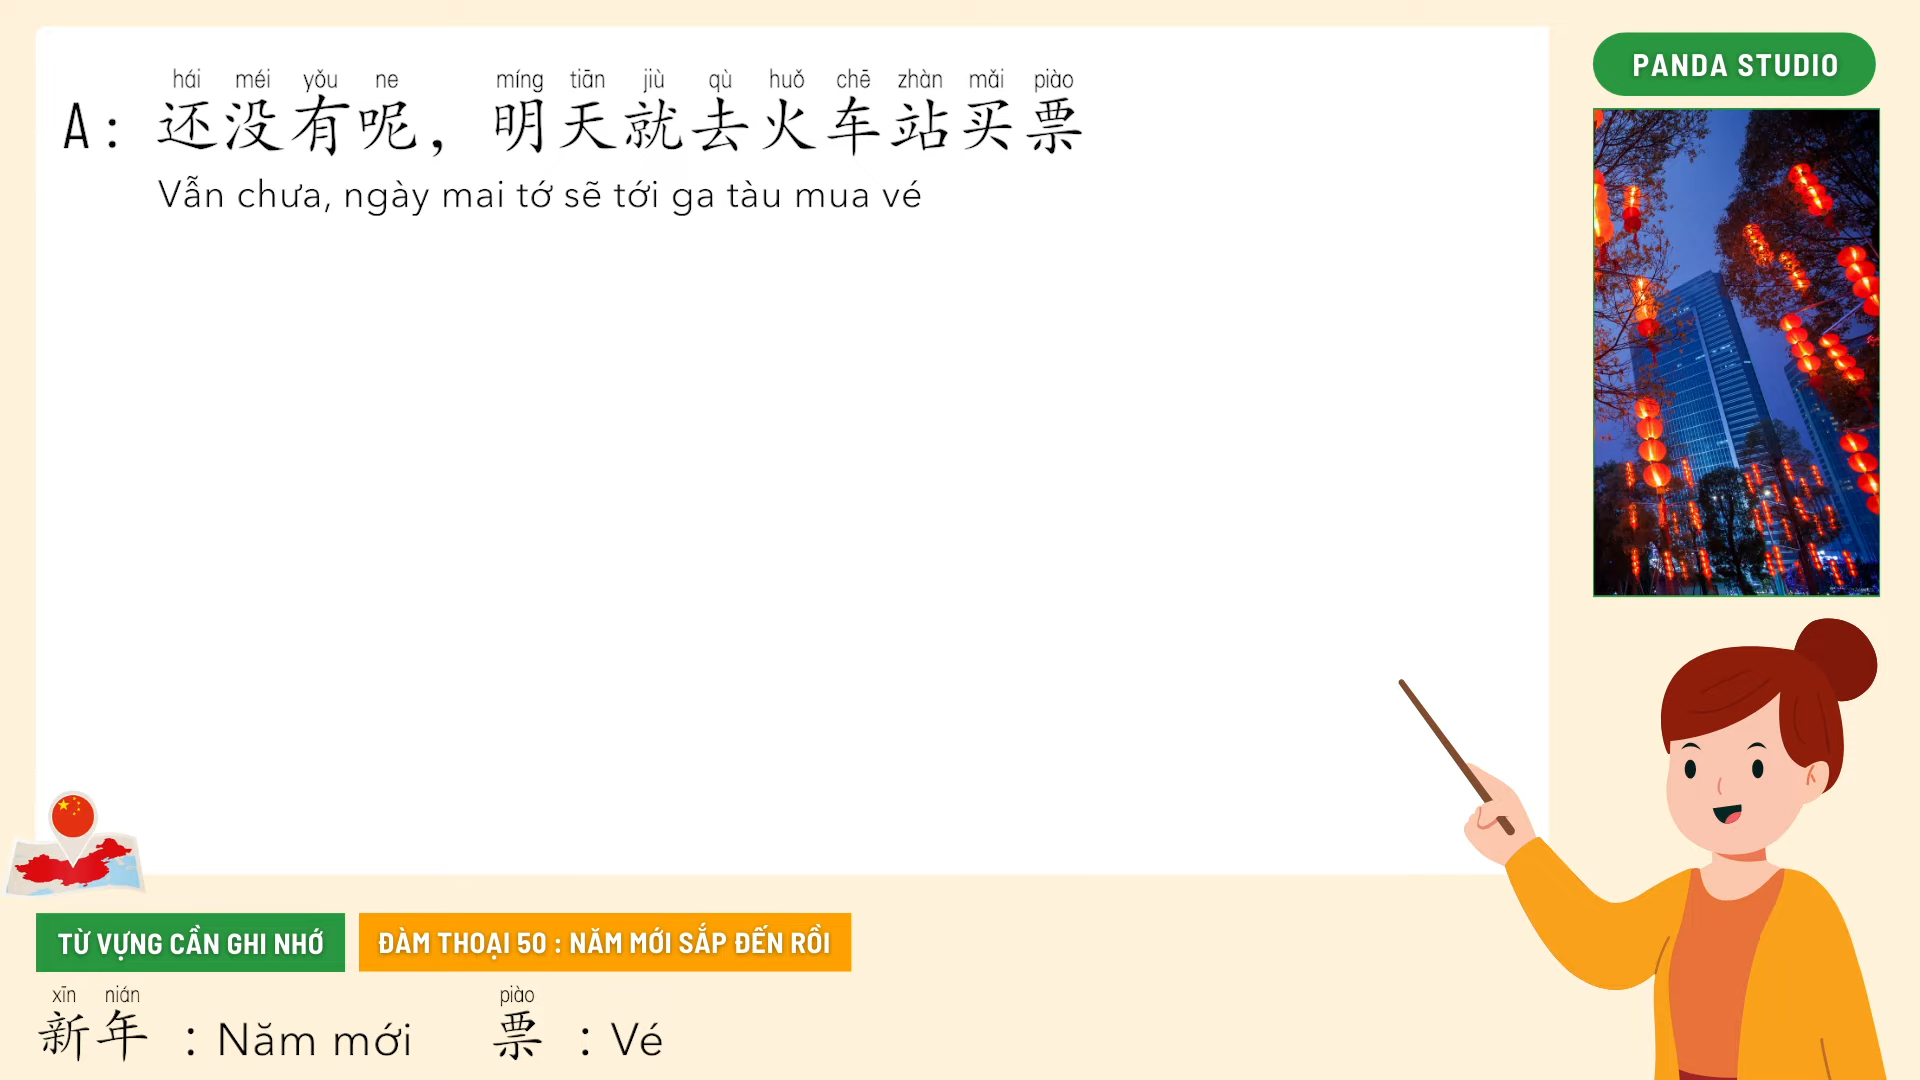 PANDA STUDIO
hái méi yǒu ne míng tiān jiù qù huǒ chē zhàn mǎi piào
A: 还没有呢，明天就去火车站买票
Vẫn chưa, ngày mai tớ sẽ tới ga tàu mua vé
TỪ VỰNG CẦN GHI NHỚ
ĐÀM THOẠI 50 : NĂM MỚI SẮP ĐẾN RỒI
xīn nián piào
新年 : Năm mới 票 : Vé